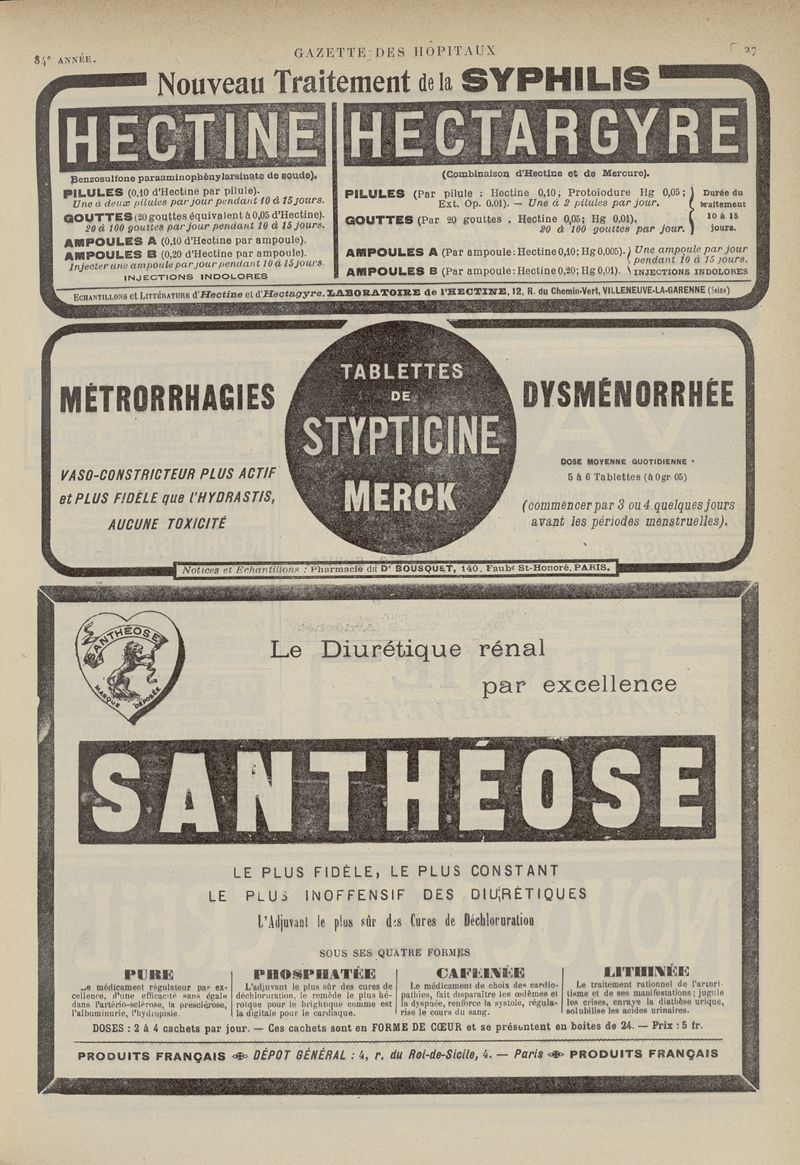 84e ANNÉE.
GAZETTE DES HOPITAUX
27
Nouveau Traitement de la SYPHILIS
HECTINE
Benzosulfone paraaminophénylarsinate de soude).
PILULES (0,10 d'Hectine par pilule).
Une à deux pilules par jour pendant 10 à 15 jours.
GOUTTES (20 gouttes équivalent à 0,05 d'Hectine).
20 à 100 gouttes par jour pendant 10 à 15 jours.
AMPOULES A (0,10 d'Hectine par ampoule).
AMPOULES B (0,20 d'Hectine par ampoule).
Injecter une ampoule par jour pendant 10 à 15 jours.
INJECTIONS INDOLORES
HECTARGYRE
(Combinaison d'Hectine et de Mercure).
PILULES (Par pilule : Hectine 0,10; Protoiodure Hg 0,05;
Ext. Op. 0.01). — Une à 2 pilules par jour.
GOUTTES (Par 20 gouttes . Hectine 0,05; Hg 0.01).
20 à 100 gouttes par jour.
Durée du
traitement
10 à 15
jours.
AMPOULES A (Par ampoule: Hectine 0,10; Hg 0,005).
AMPOULES B (Par ampoule: Hectine 0,20; Hg 0,01).
Une ampoule par jour
pendant 10 à 15 jours.
INJECTIONS INDOLORES
ECHANTILLONS et LITTÉRATURE d'Hectine et d'Hectagyre. LABORATOIRE de l'HECTINE, 12, R. du Chemin-Vert, VILLENEUVE-LA-GARENNE (Seine)
MÉTRORRHAGIES
VASO-CONSTRICTEUR PLUS ACTIF
et PLUS FIDÈLE que l'HYDRASTIS,
AUCUNE TOXICITÉ
TABLETTES
DE
STYPTICINE
MERCK
DYSMÉNORRHÉE
DOSE MOYENNE QUOTIDIENNE :
5 à 6 Tablettes (à 0 gr. 05)
(commencer par 3 ou 4 quelques jours
avant les périodes menstruelles).
Notices et Echantillons : Pharmacie du Dr BOUSQUET, 140, Faubg St-Honoré, PARIS.
SANTHÉOSE
MARQUE DÉPOSÉE
Le Diurétique rénal
par excellence
SANTHÉOSE
LE PLUS FIDÈLE, LE PLUS CONSTANT
LE PLUS INOFFENSIF DES DIURÉTIQUES
L'Adjuvant le plus sûr des Cures de Déchloruration
SOUS SES QUATRE FORMES
PURE
Le médicament régulateur par ex-
cellence, d'une efficacité sans égale
dans l'artério-sclérose, la présclérose,
l'albuminurie, l'hydropisie.
PHOSPHATÉE
L'adjuvant le plus sûr des cures de
déchloruration, le remède le plus hé-
roïque pour le brightique comme est
la digitale pour le cardiaque.
CAFÉINÉE
Le médicament de choix des cardio-
pathies, fait disparaître les œdèmes et
la dyspnée, renforce la systole, régula-
rise le cours du sang.
LITHINÉE
Le traitement rationnel de l'arthri-
tisme et de ses manifestations; jugule
les crises, enraye la diathèse urique,
solubilise les acides urinaires.
DOSES : 2 à 4 cachets par jour. — Ces cachets sont en FORME DE CŒUR et se présentent en boîtes de 24. — Prix : 5 fr.
PRODUITS FRANÇAIS DÉPOT GÉNÉRAL : 4, r. du Roi-de-Sicile, 4. — Paris PRODUITS FRANÇAIS